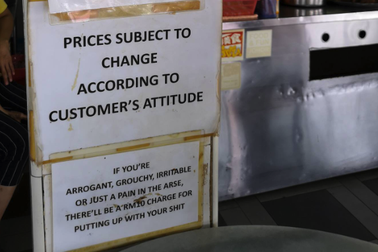 PRICES SUBJECT TO
CHANGE
ACCORDING TO
CUSTOMER'S ATTITUDE
IF YOU'RE
ARROGANT, GROUCHY, IRRITABLE,
OR JUST A PAIN IN THE ARSE,
THERE'LL BE A RM10 CHARGE FOR
PUTTING UP WITH YOUR SHIT